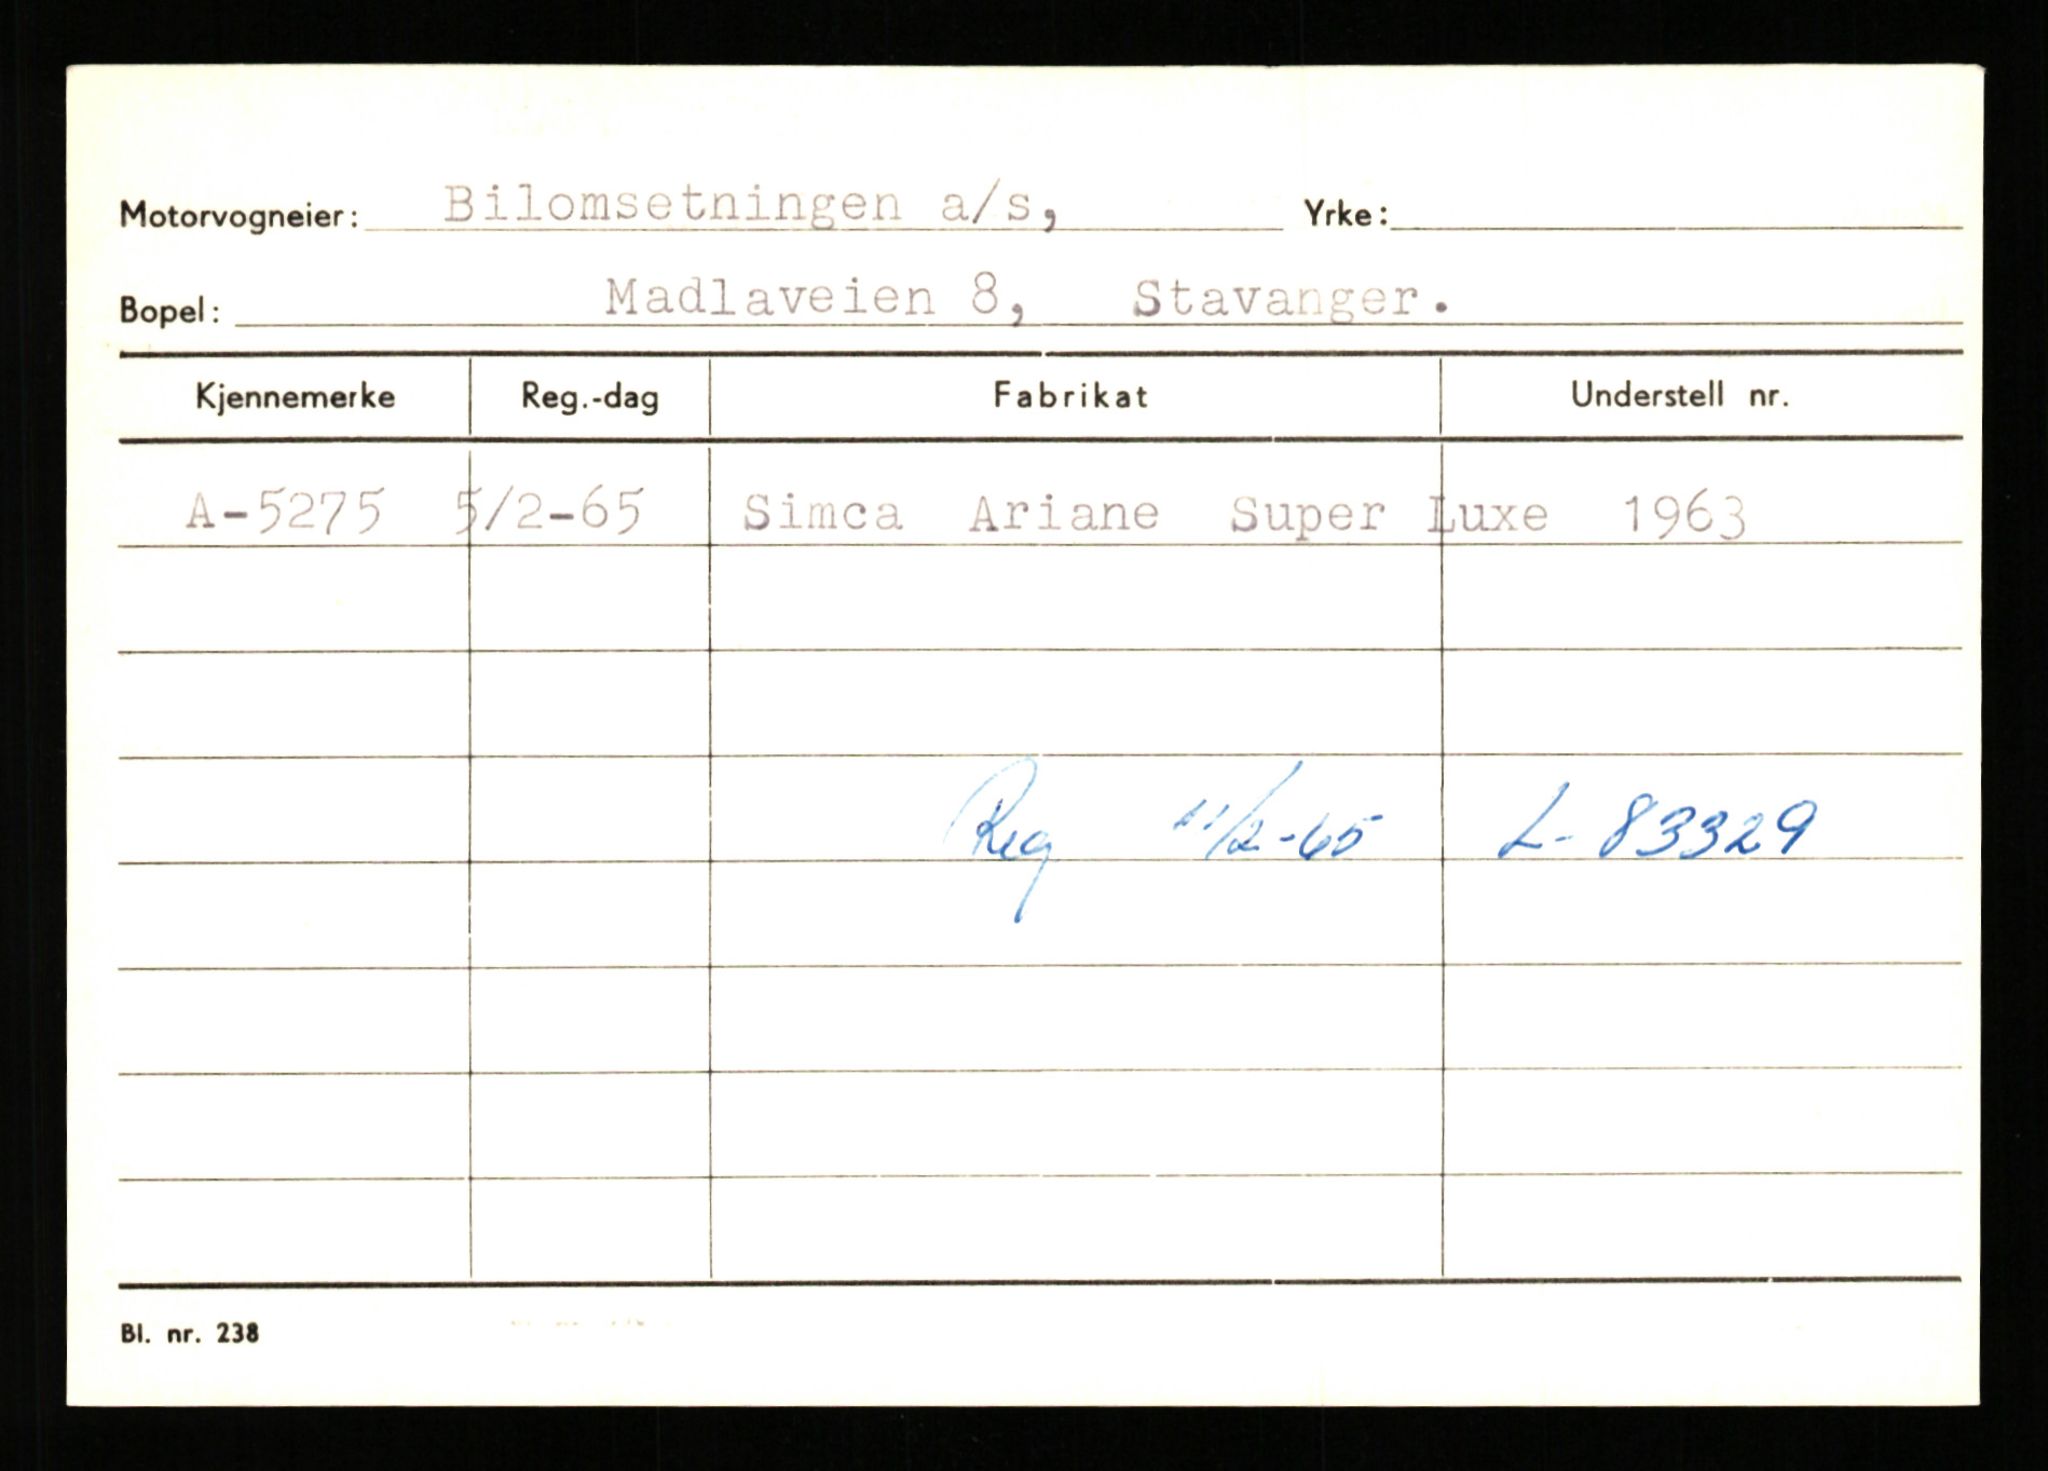 Motorvogneier: Bilomsetningen a/s, Yrke:
Bopel: Madlaveien 8, Stavanger.
Kjennemerke Reg.-dag Fabrikat Understell nr.
A-5275 5/2-65 Simca Ariane Super Luxe 1963
Reg 11/2-65 L-83329
Bl. nr. 238